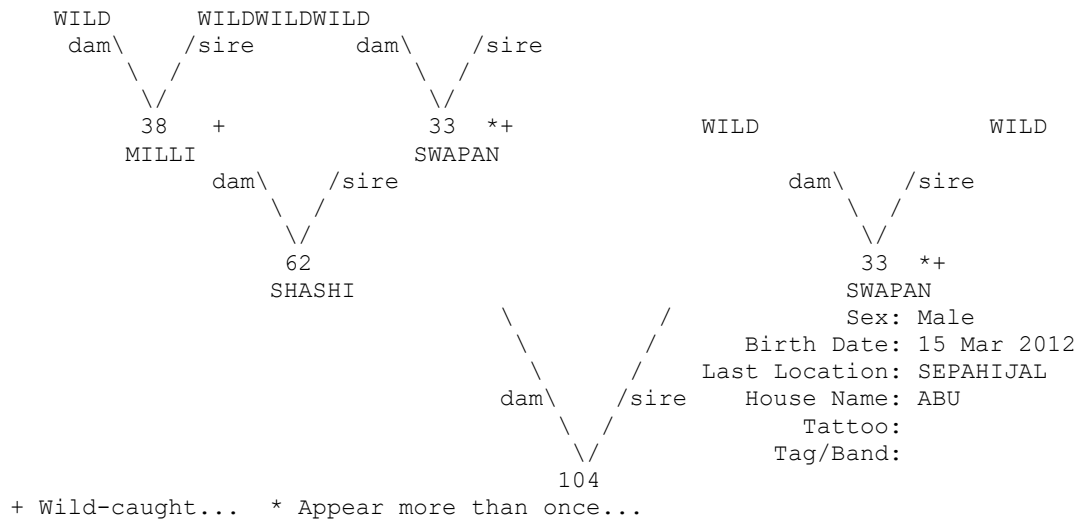 WILD WILDWILDWILD
dam\ /sire dam\ /sire
\ / \ /
\/ \/
38 + 33 *+ WILD WILD
MILLI SWAPAN
dam\ /sire dam\ /sire
\ / \ /
\/ \/
62 33 *+
SHASHI SWAPAN
\ / Sex: Male
\ / Birth Date: 15 Mar 2012
\ / Last Location: SEPAHIJAL
dam\ /sire House Name: ABU
\ / Tattoo:
\/ Tag/Band:
104
+ Wild-caught... * Appear more than once...